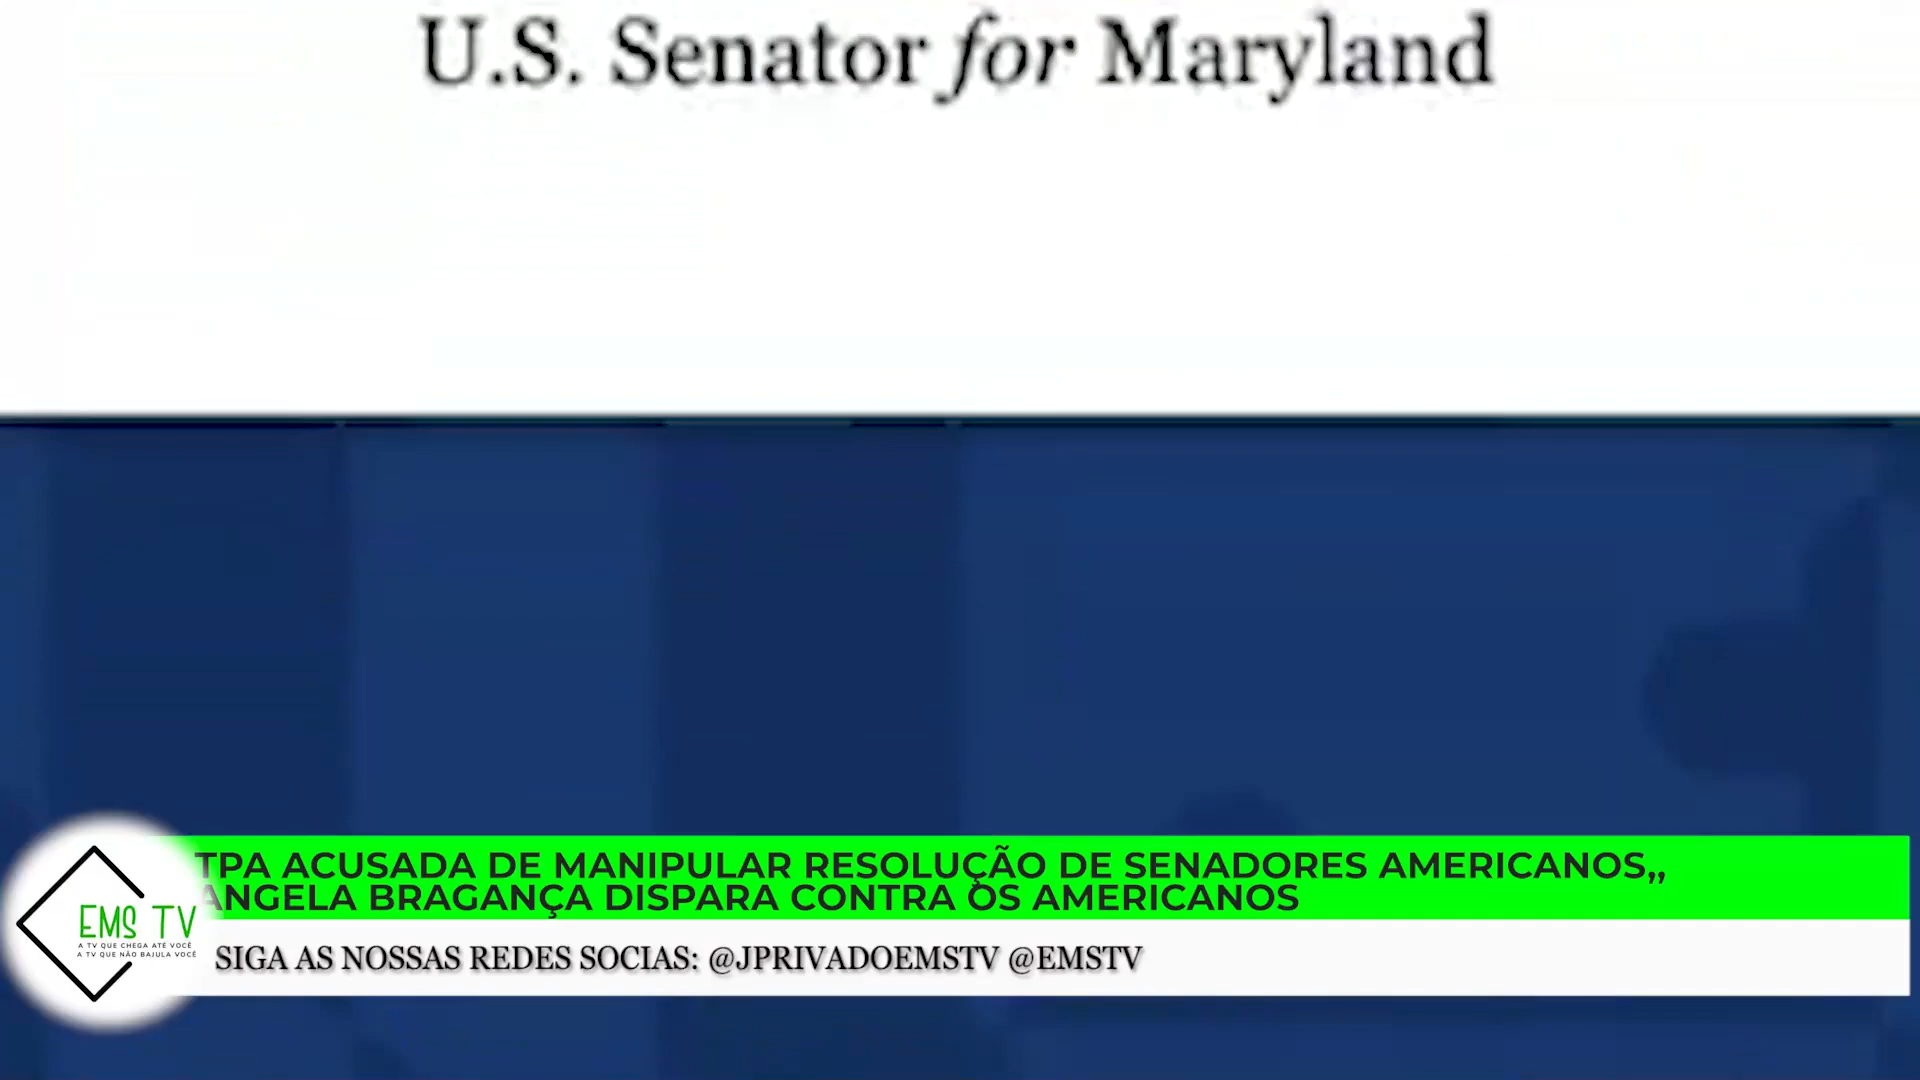 U.S. Senator for Maryland
TPA ACUSADA DE MANIPULAR RESOLUÇÃO DE SENADORES AMERICANOS,,
ANGELA BRAGANÇA DISPARA CONTRA OS AMERICANOS
EMS TV
A TV QUE CHEGA ATÉ VOCÊ
A TV QUE NÃO BAJULA VOCÊ
SIGA AS NOSSAS REDES SOCIAS: @JPRIVADOEMSTV @EMSTV